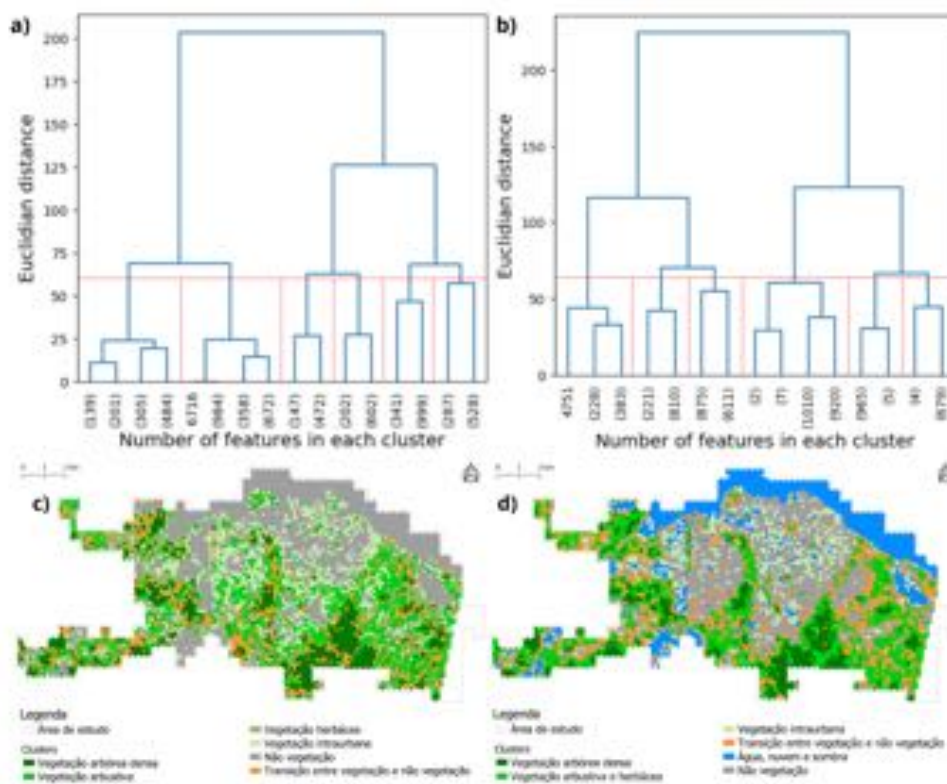 a)
200
175
150
125
100
75
50
25
0
Euclidian distance
(139)
(201)
(305)
(484)
6716
(984)
(358)
(672)
(147)
(472)
(202)
(602)
(341)
(999)
(287)
(528)
Number of features in each cluster
b)
200
150
100
50
0
Euclidian distance
4751
(228)
(383)
(221)
(810)
(875)
(611)
(2)
(7)
(1010)
(920)
(965)
(5)
(4)
(579)
Number of features in each cluster
c)
Legenda
Área de estudo
Clusters
Vegetação arbórea densa
Vegetação arbustiva
Vegetação herbácea
Vegetação intraurbana
Não vegetação
Transição entre vegetação e não vegetação
d)
Legenda
Área de estudo
Clusters
Vegetação arbórea densa
Vegetação arbustiva e herbácea
Vegetação intraurbana
Transição entre vegetação e não vegetação
Água, nuvem e sombra
Não vegetação